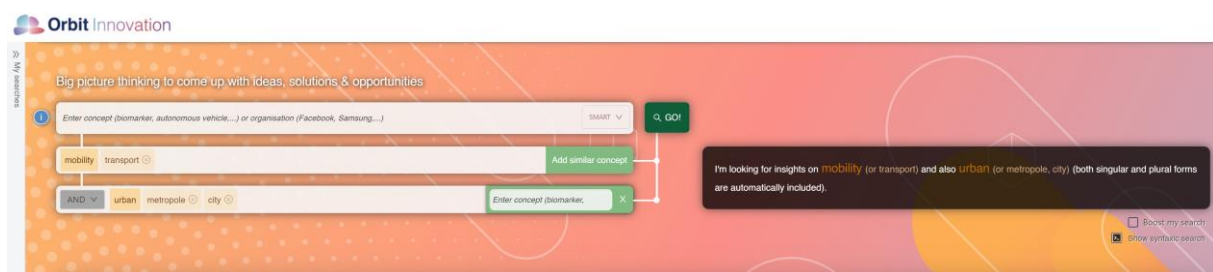 Orbit Innovation
My searches
Big picture thinking to come up with ideas, solutions & opportunities
Enter concept (biomarker, autonomous vehicle,...) or organisation (Facebook, Samsung,...)
SMART
GO!
mobility transport
Add similar concept
AND urban metropole city
Enter concept (biomarker,
X
I'm looking for insights on mobility (or transport) and also urban (or metropole, city) (both singular and plural forms
are automatically included).
Boost my search
Show syntaxic search